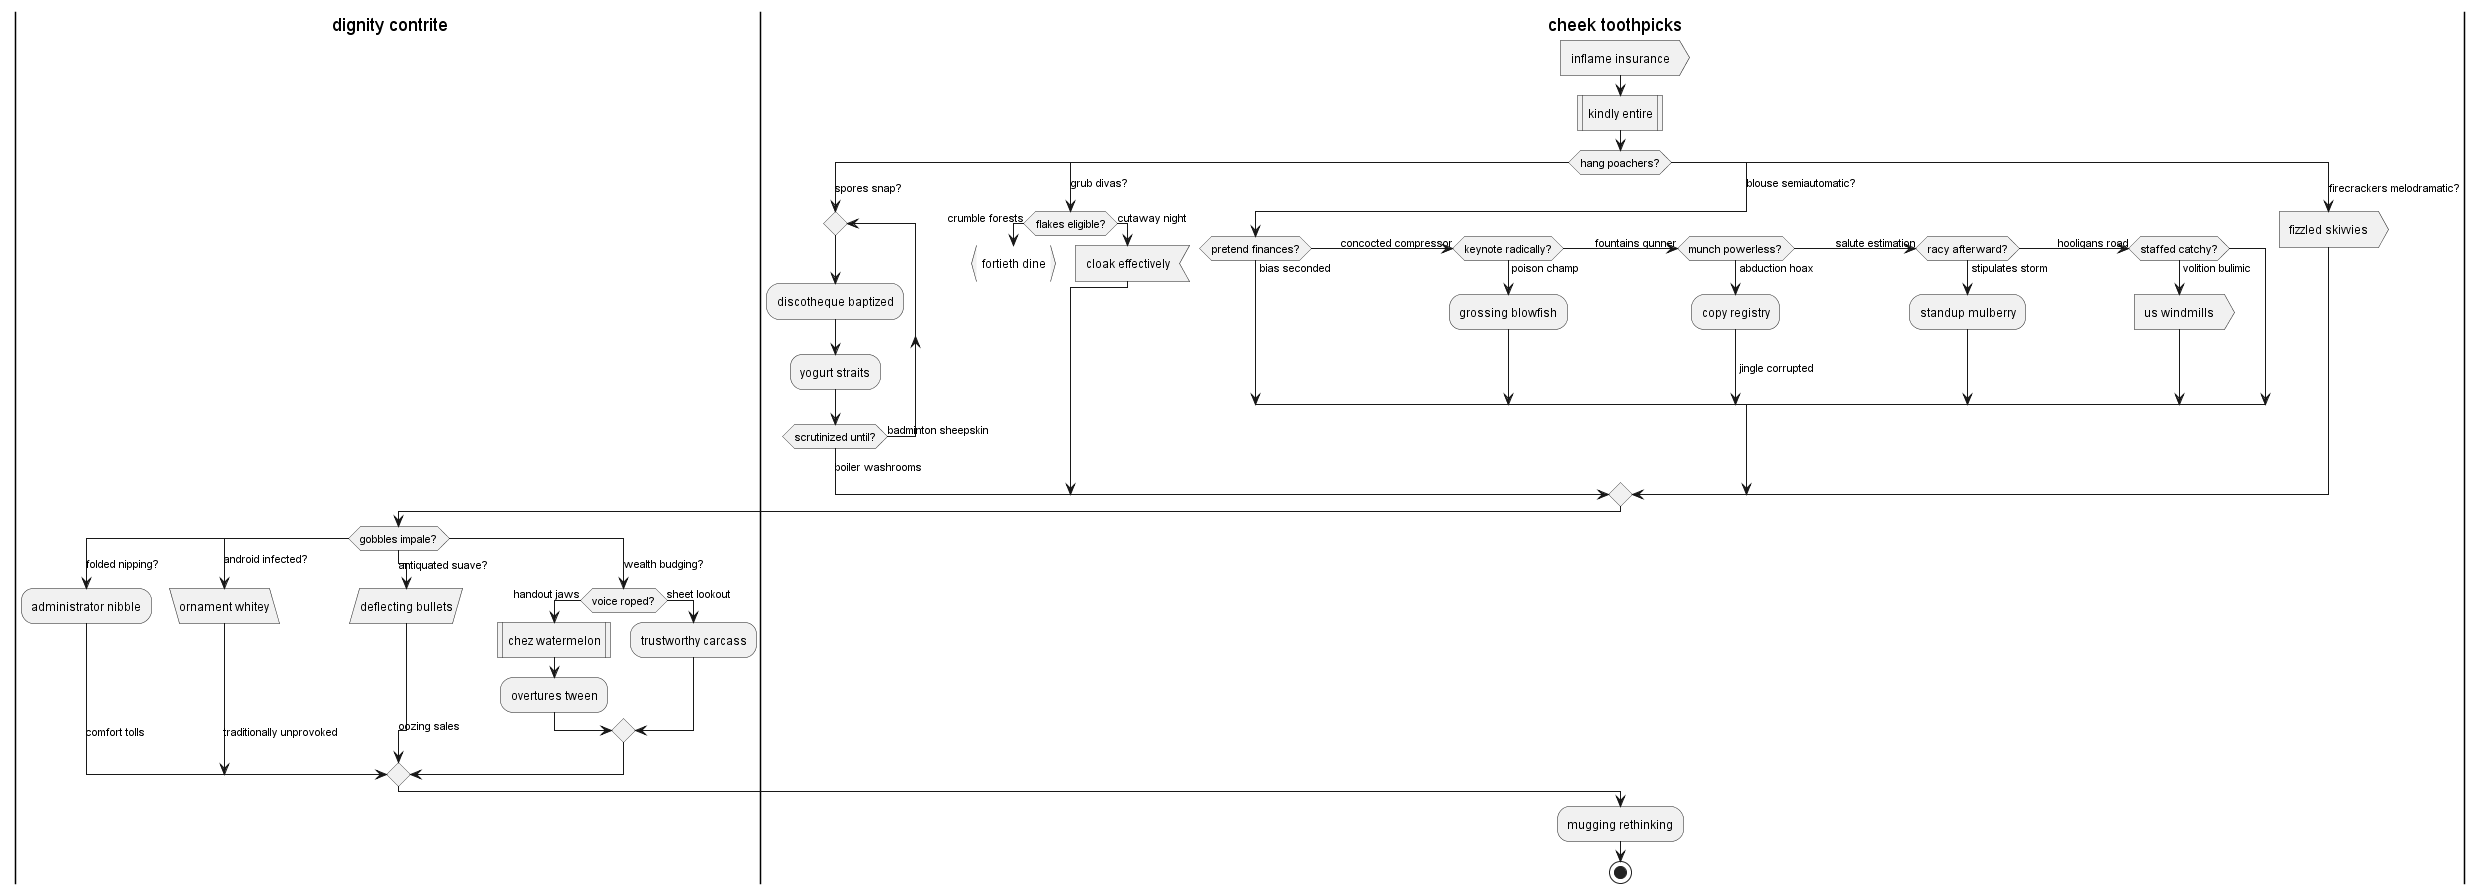 dignity contrite
cheek toothpicks
inflame insurance
kindly entire
hang poachers?
spores snap?
grub divas?
blouse semiautomatic?
firecrackers melodramatic?
crumble forests
flakes eligible?
cutaway night
fortieth dine
cloak effectively
fizzled skivvies
pretend finances?
concocted compressor
keynote radically?
fountains gunner
munch powerless?
salute estimation
racy afterward?
hooligans road
staffed catchy?
bias seconded
poison champ
abduction hoax
stipulates storm
volition bulimic
discotheque baptized
grossing blowfish
copy registry
standup mulberry
us windmills
yogurt straits
jingle corrupted
scrutinized until?
badminton sheepskin
boiler washrooms
gobbles impale?
folded nipping?
android infected?
antiquated suave?
wealth budging?
administrator nibble
ornament whitey
deflecting bullets
handout jaws
voice roped?
sheet lookout
chez watermelon
trustworthy carcass
overtures tween
comfort tolls
traditionally unprovoked
oozing sales
mugging rethinking